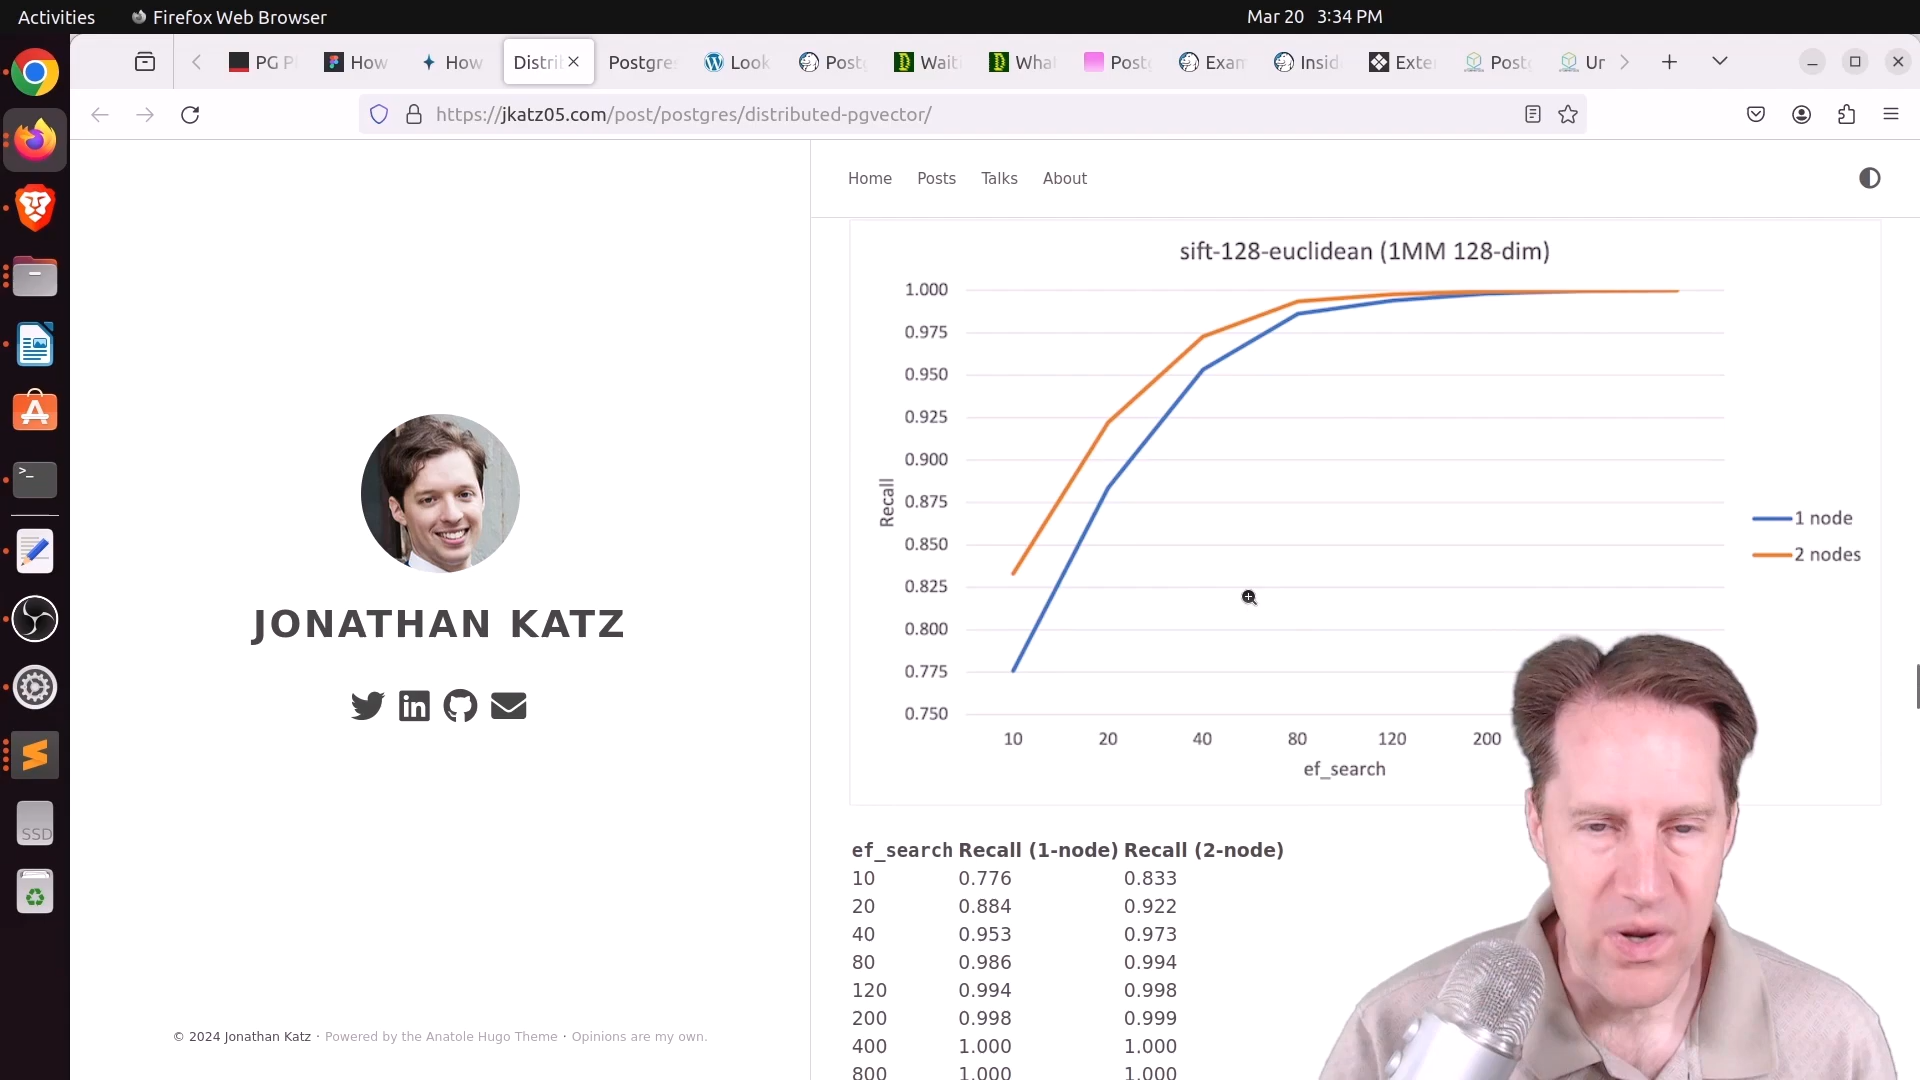 Activities
Firefox Web Browser
Mar 20 3:34 PM
PG P
How
How
Distri
Postgre
Look
Post
Wait
What
Post
Exam
Insid
Exte
Post
Ur
https://jkatz05.com/post/postgres/distributed-pgvector/
Home
Posts
Talks
About
JONATHAN KATZ
© 2024 Jonathan Katz · Powered by the Anatole Hugo Theme · Opinions are my own.
SSD
sift-128-euclidean (1MM 128-dim)
1.000
0.975
0.950
0.925
0.900
0.875
0.850
0.825
0.800
0.775
0.750
Recall
10 20 40 80 120 200
ef_search
1 node
2 nodes
ef_search Recall (1-node) Recall (2-node)
10 0.776 0.833
20 0.884 0.922
40 0.953 0.973
80 0.986 0.994
120 0.994 0.998
200 0.998 0.999
400 1.000 1.000
800 1.000 1.000